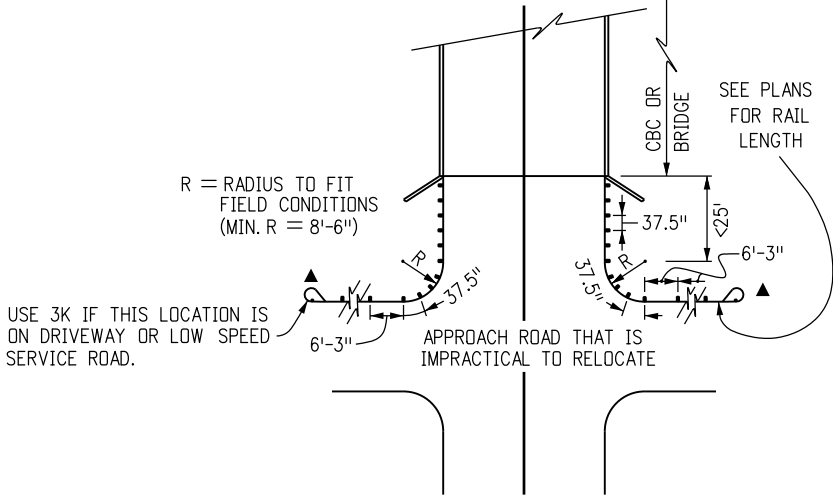 CBC OR
BRIDGE
SEE PLANS
FOR RAIL
LENGTH
R = RADIUS TO FIT
FIELD CONDITIONS
(MIN. R = 8'-6")
37.5"
<25'
R
R
6'-3"
37.5"
37.5"
USE 3K IF THIS LOCATION IS
ON DRIVEWAY OR LOW SPEED
SERVICE ROAD.
6'-3"
APPROACH ROAD THAT IS
IMPRACTICAL TO RELOCATE